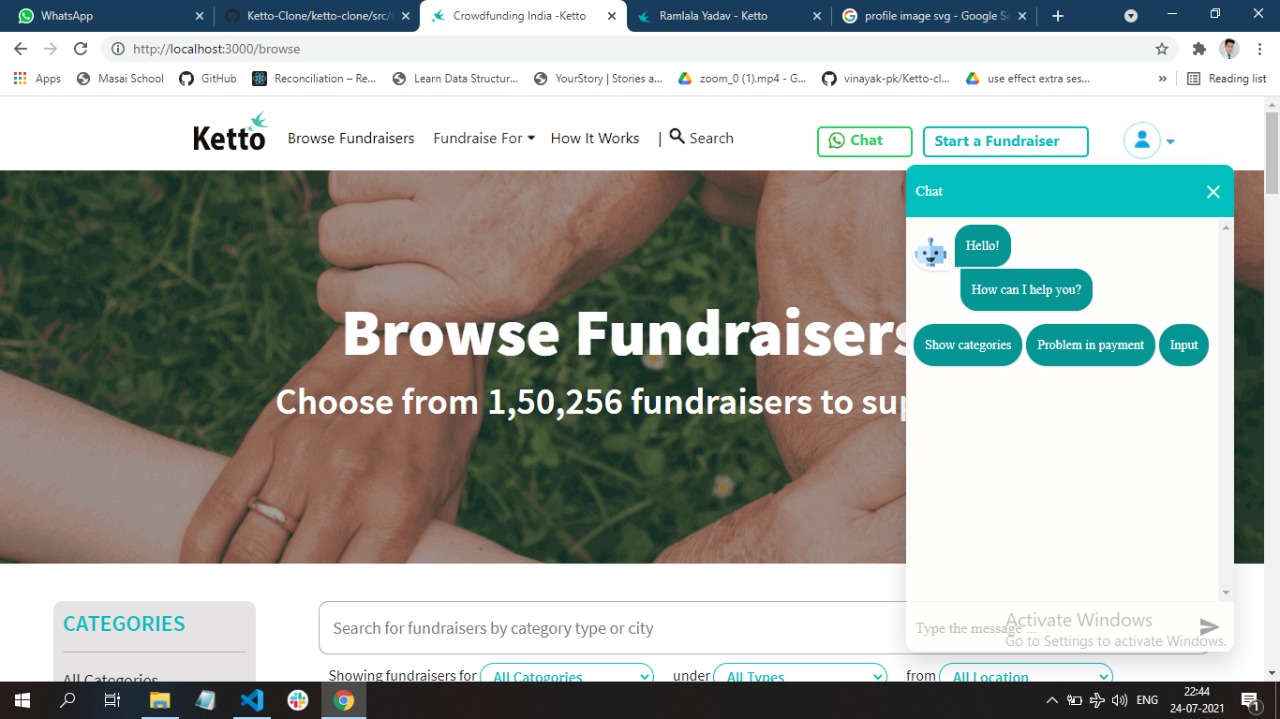 WhatsApp
Ketto-Clone/ketto-clone/src/
Crowdfunding India -Ketto
Ramlala Yadav - Ketto
profile image svg - Google Se
http://localhost:3000/browse
Apps
Masai School
GitHub
Reconciliation – Re...
Learn Data Structur...
YourStory | Stories a...
zoom_0 (1).mp4 - G...
vinayak-pk/Ketto-cl...
use effect extra ses...
»
Reading list
Ketto
Browse Fundraisers
Fundraise For
How It Works
| Search
Chat
Start a Fundraiser
Chat
Hello!
How can I help you?
Show categories
Problem in payment
Input
Browse Fundraisers
Choose from 1,50,256 fundraisers to sup
CATEGORIES
All Categories
Search for fundraisers by category type or city
Showing fundraisers for
All Catogories
under
All Types
from
All Location
Type the message ...
Activate Windows
Go to Settings to activate Windows.
ENG
22:44
24-07-2021
1